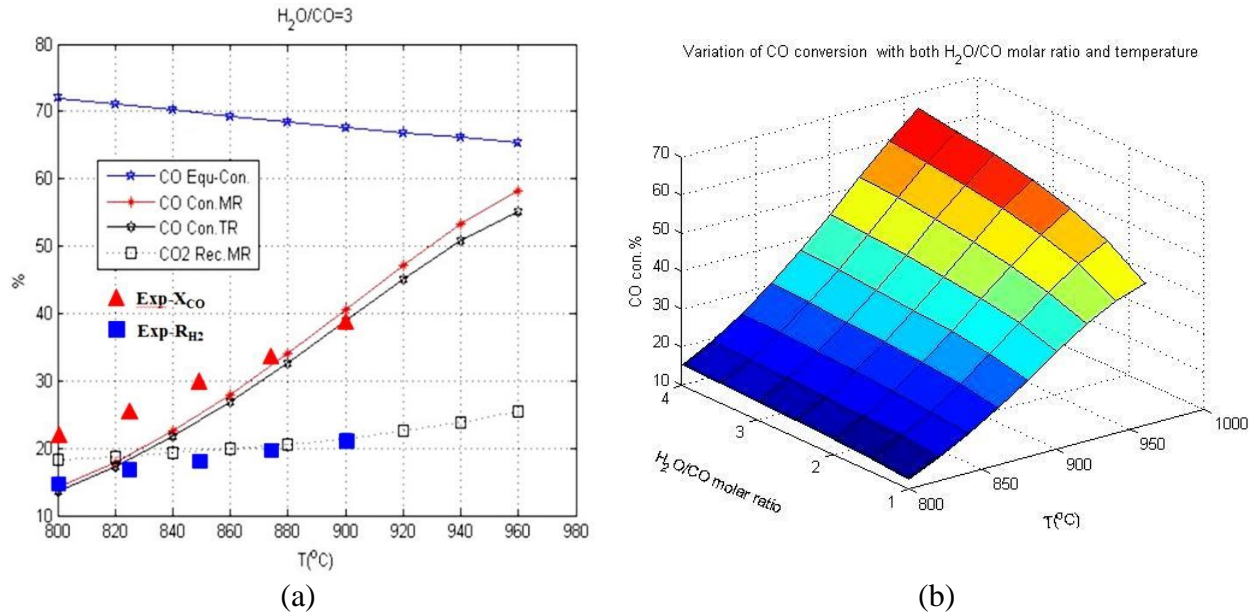 H2O/CO=3
80
70
60
50
40
30
20
10
%
CO Equ-Con.
CO Con.MR
CO Con.TR
CO2 Rec.MR
Exp-XCO
Exp-RH2
800 820 840 860 880 900 920 940 960 980
T(oC)
(a)
Variation of CO conversion with both H2O/CO molar ratio and temperature
70
60
50
40
30
20
10
CO con.%
4
3
2
1
H2O/CO molar ratio
800
850
900
950
1000
T(oC)
(b)